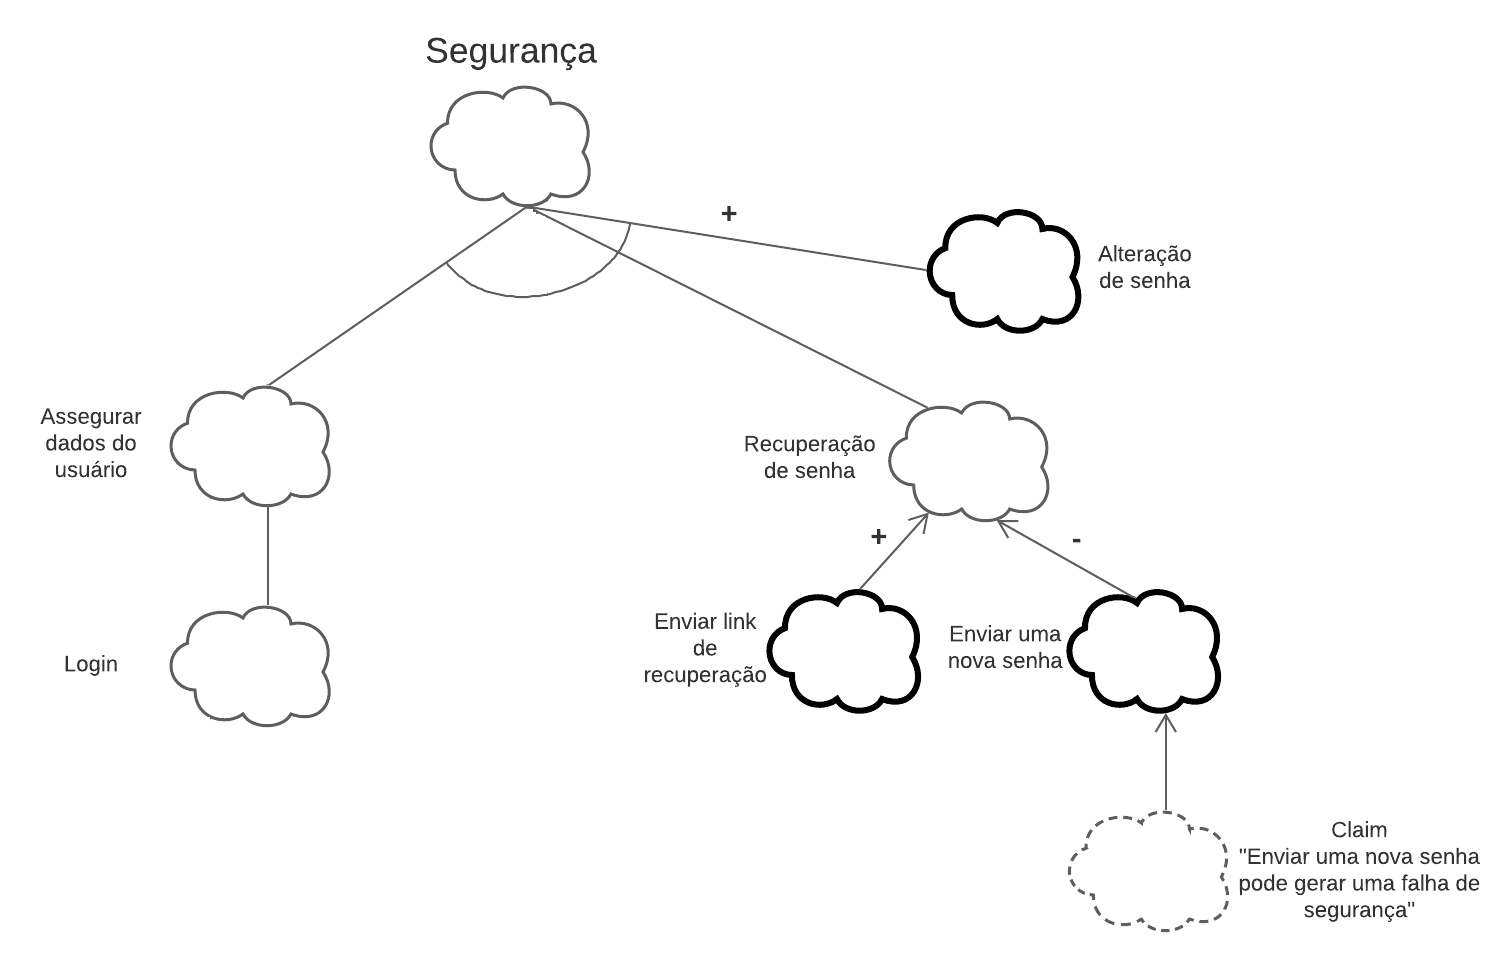 Segurança
+
Alteração
de senha
Assegurar
dados do
usuário
Recuperação
de senha
+
-
Enviar link
de
recuperação
Enviar uma
nova senha
Login
Claim
"Enviar uma nova senha
pode gerar uma falha de
segurança"